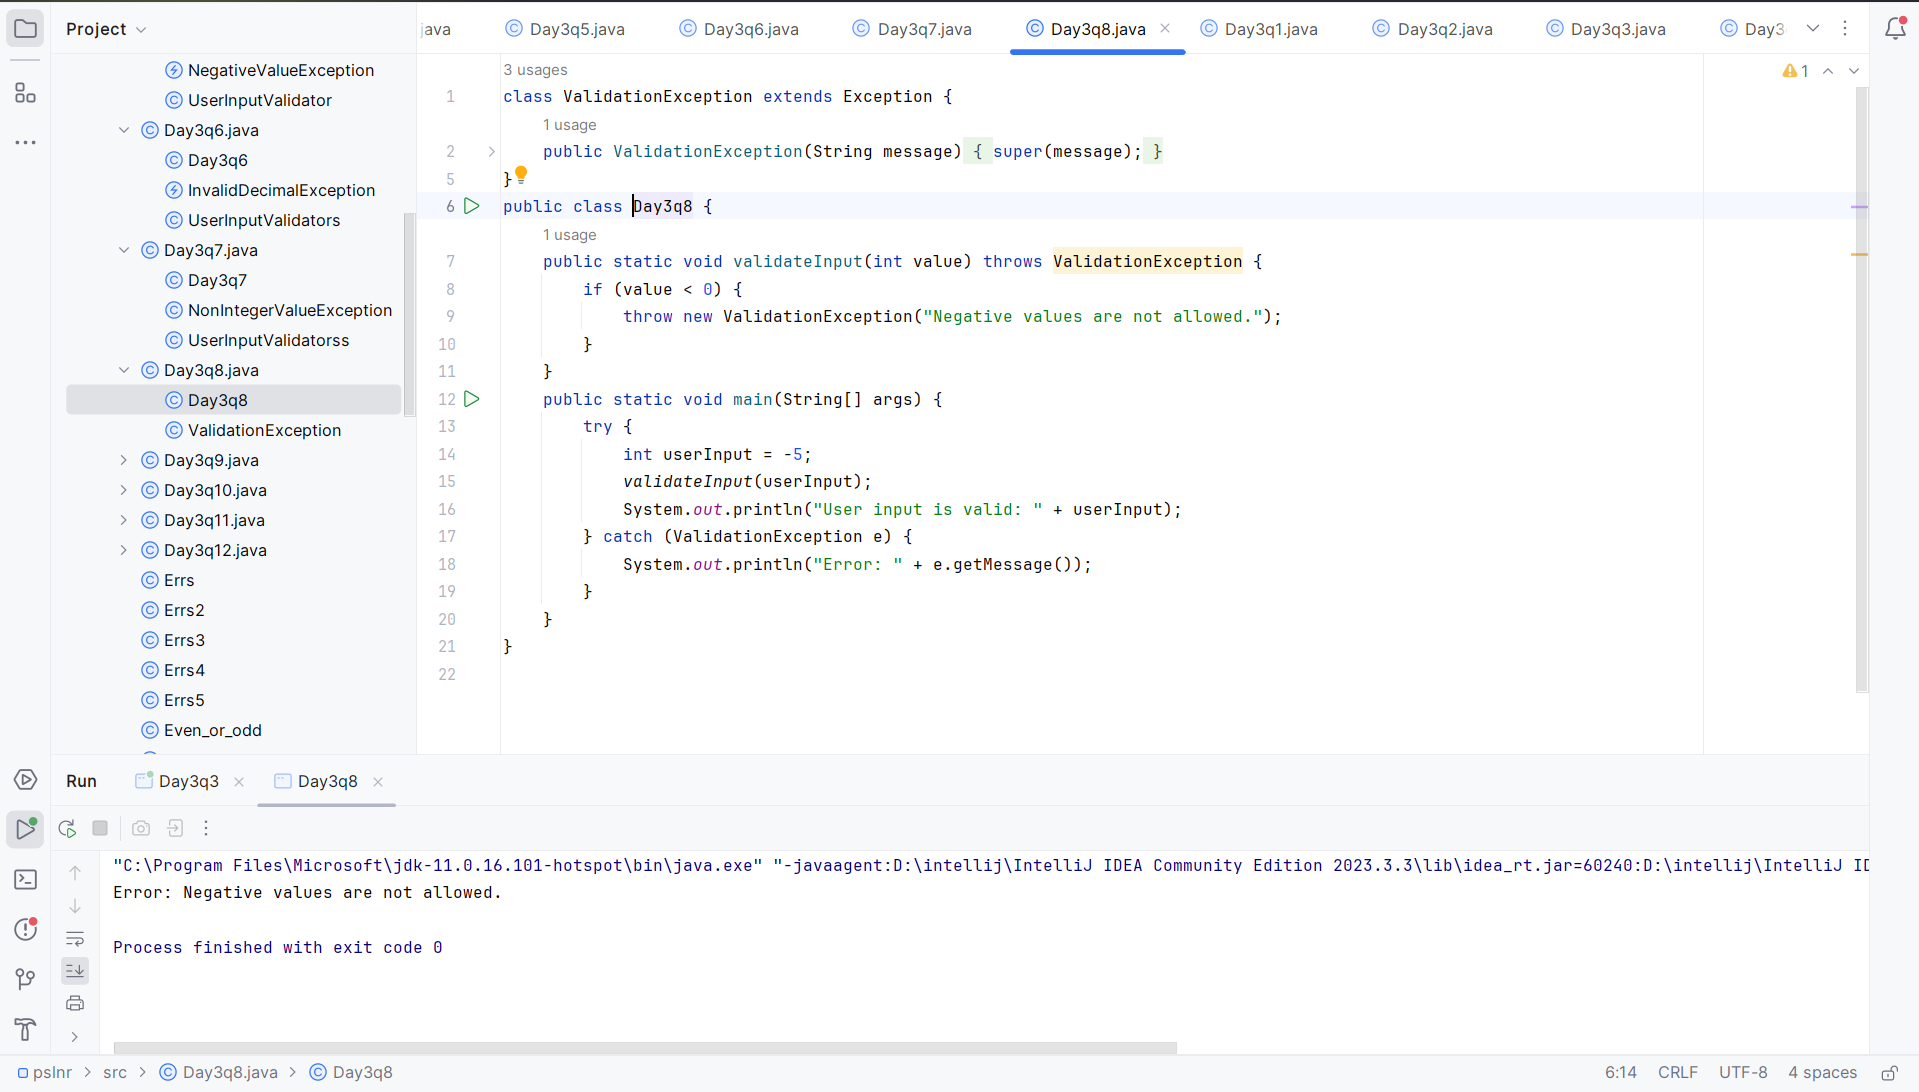 Project
java
Day3q5.java
Day3q6.java
Day3q7.java
Day3q8.java
Day3q1.java
Day3q2.java
Day3q3.java
Day3
NegativeValueException
UserInputValidator
Day3q6.java
Day3q6
InvalidDecimalException
UserInputValidators
Day3q7.java
Day3q7
NonIntegerValueException
UserInputValidatorss
Day3q8.java
Day3q8
ValidationException
Day3q9.java
Day3q10.java
Day3q11.java
Day3q12.java
Errs
Errs2
Errs3
Errs4
Errs5
Even_or_odd
3 usages
1
1 class ValidationException extends Exception {
1 usage
2 public ValidationException(String message) { super(message); }
5 }
6 public class Day3q8 {
1 usage
7 public static void validateInput(int value) throws ValidationException {
8 if (value < 0) {
9 throw new ValidationException("Negative values are not allowed.");
10 }
11 }
12 public static void main(String[] args) {
13 try {
14 int userInput = -5;
15 validateInput(userInput);
16 System.out.println("User input is valid: " + userInput);
17 } catch (ValidationException e) {
18 System.out.println("Error: " + e.getMessage());
19 }
20 }
21 }
22
Run
Day3q3
Day3q8
"C:\Program Files\Microsoft\jdk-11.0.16.101-hotspot\bin\java.exe" "-javaagent:D:\intellij\IntelliJ IDEA Community Edition 2023.3.3\lib\idea_rt.jar=60240:D:\intellij\IntelliJ ID
Error: Negative values are not allowed.
Process finished with exit code 0
pslnr > src > Day3q8.java > Day3q8
6:14 CRLF UTF-8 4 spaces